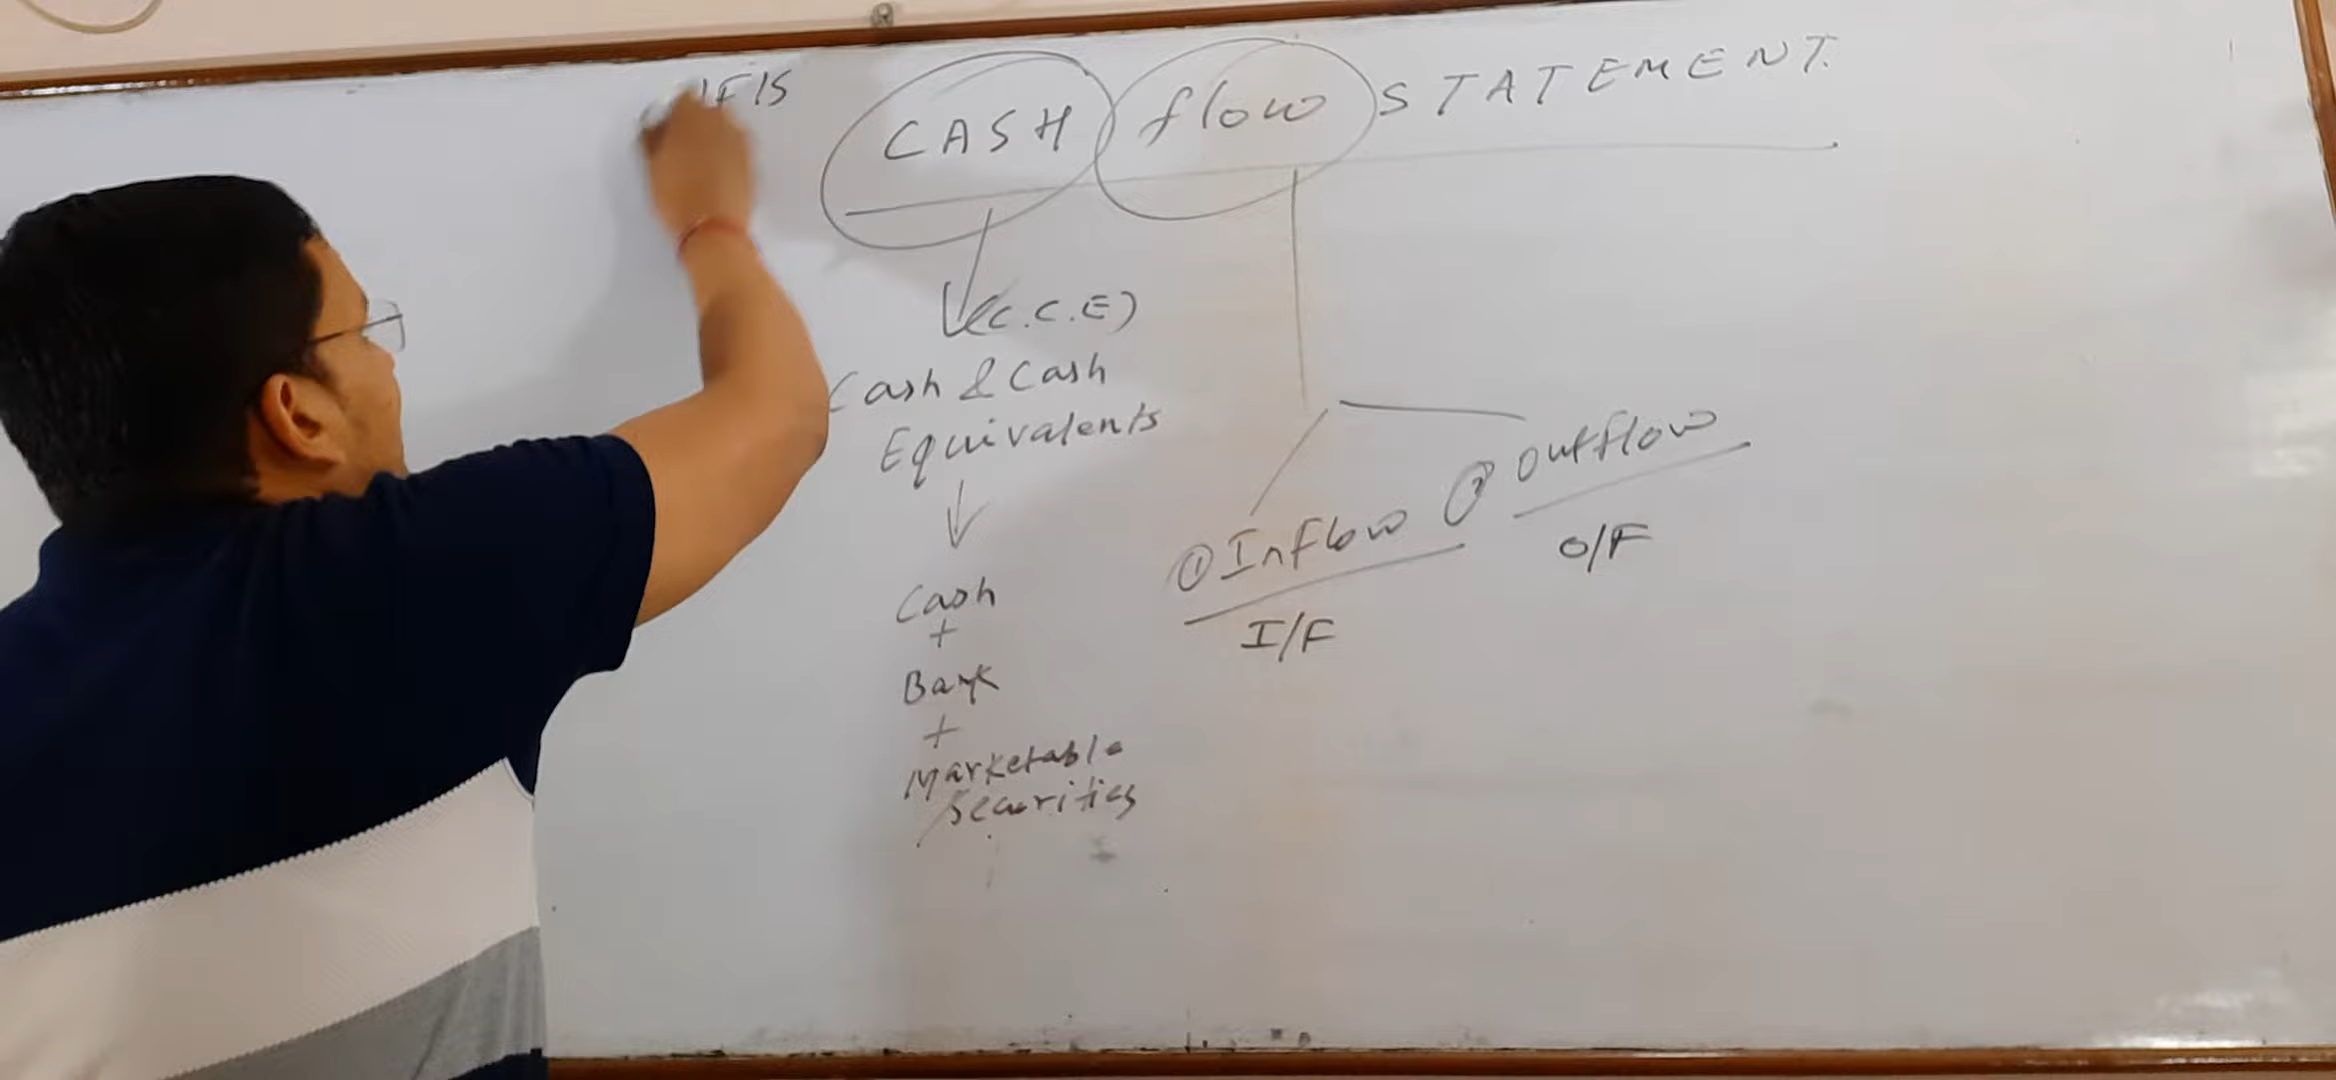 CASH flow STATEMENT.
(C.C.E)
Cash & Cash
Equivalents
Cash
+
Bank
+
Marketable
Securities
① Inflow
I/F
② Outflow
O/F